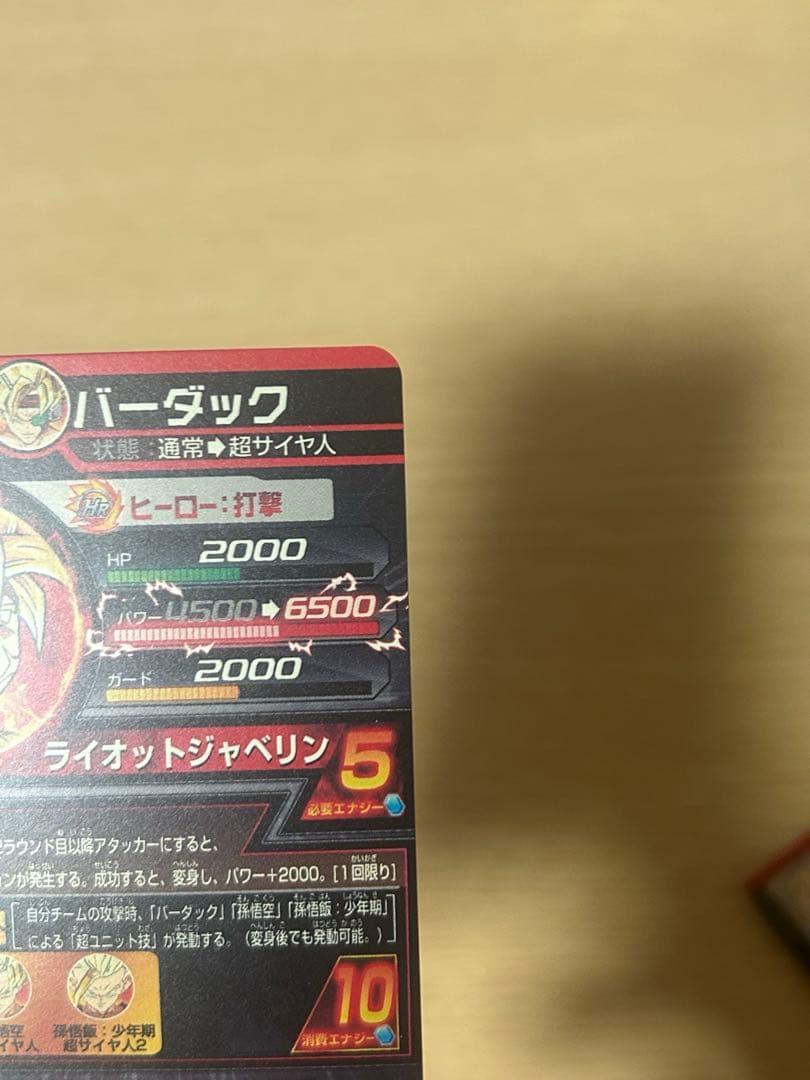 バーダック
状態:通常➡超サイヤ人
HR ヒーロー:打撃
HP 2000
パワー 4500➡6500
ガード 2000
ライオットジャベリン 5
必要エナジー
ラウンド目以降アタッカーにすると、
ンが発生する。成功すると、変身し、パワー+2000。[1回限り]
自分チームの攻撃時、「バーダック」「孫悟空」「孫悟飯:少年期」
による「超ユニット技」が発動する。(変身後でも発動可能。)
10
消費エナジー
悟空
イヤ人
孫悟飯:少年期
超サイヤ人2